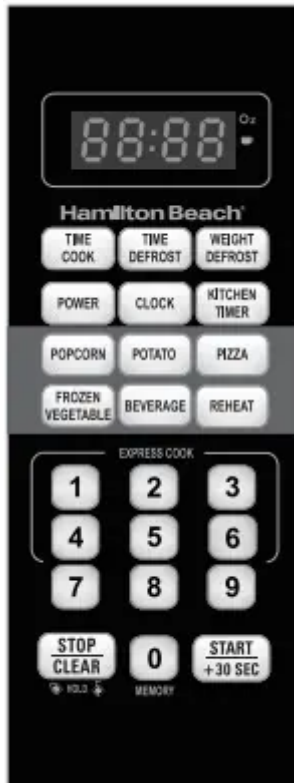 88:88 Oz
Hamilton Beach
TIME COOK
TIME DEFROST
WEIGHT DEFROST
POWER
CLOCK
KITCHEN TIMER
POPCORN
POTATO
PIZZA
FROZEN VEGETABLE
BEVERAGE
REHEAT
EXPRESS COOK
1 2 3
4 5 6
7 8 9
STOP
CLEAR
0
START
+30 SEC
HOLD
MEMORY